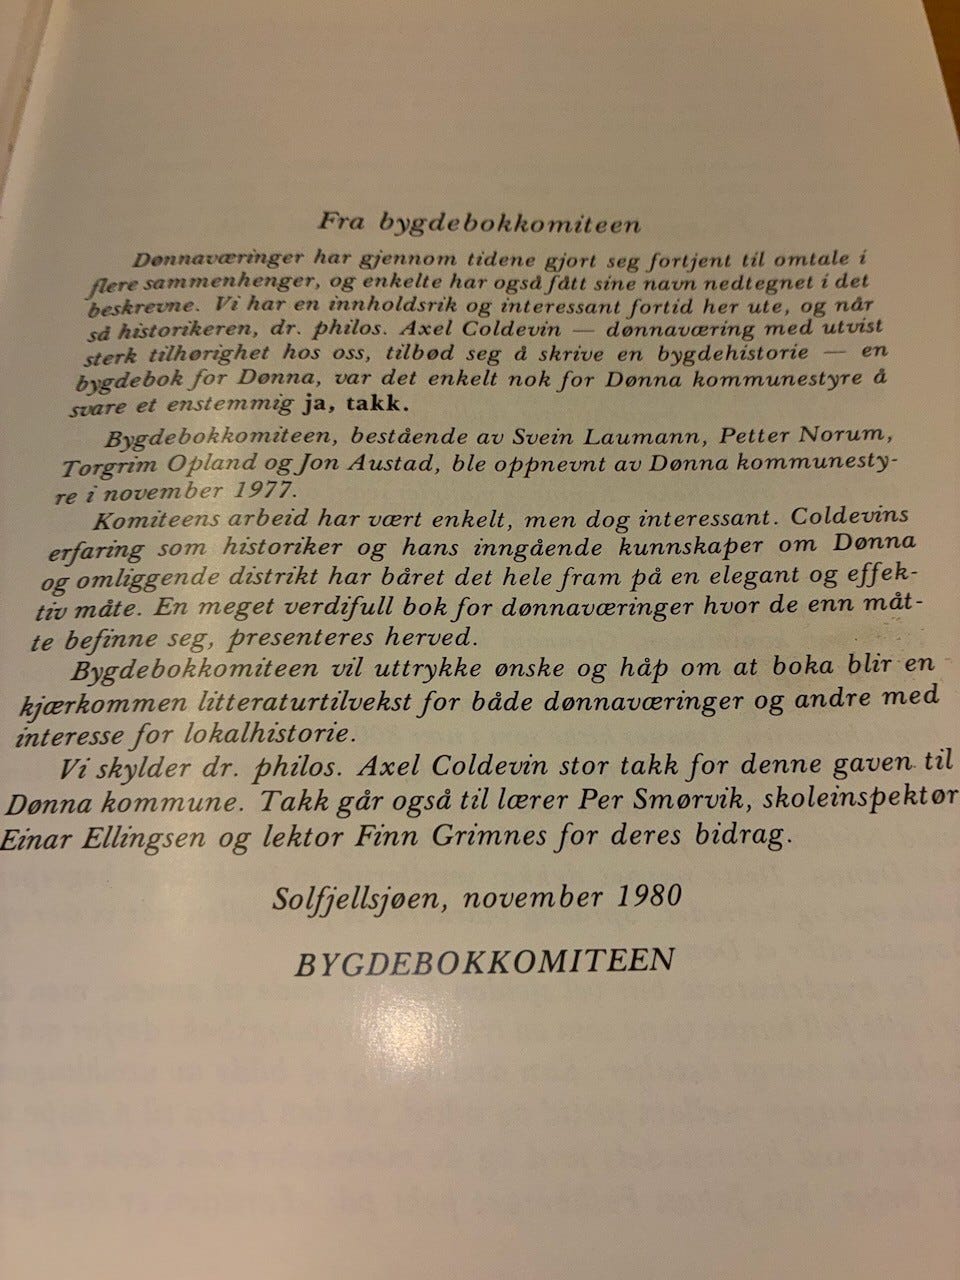 Fra bygdebokkomiteen
Dønnaværinger har gjennom tidene gjort seg fortjent til omtale i
flere sammenhenger, og enkelte har også fått sine navn nedtegnet i det
beskrevne. Vi har en innholdsrik og interessant fortid her ute, og når
så historikeren, dr. philos. Axel Coldevin — dønnaværing med utvist
sterk tilhørighet hos oss, tilbød seg å skrive en bygdehistorie — en
bygdebok for Dønna, var det enkelt nok for Dønna kommunestyre å
svare et enstemmig ja, takk.
Bygdebokkomiteen, bestående av Svein Laumann, Petter Norum,
Torgrim Opland og Jon Austad, ble oppnevnt av Dønna kommunesty-
re i november 1977.
Komiteens arbeid har vært enkelt, men dog interessant. Coldevins
erfaring som historiker og hans inngående kunnskaper om Dønna
og omliggende distrikt har båret det hele fram på en elegant og effek-
tiv måte. En meget verdifull bok for dønnaværinger hvor de enn måt-
te befinne seg, presenteres herved.
Bygdebokkomiteen vil uttrykke ønske og håp om at boka blir en
kjærkommen litteraturtilvekst for både dønnaværinger og andre med
interesse for lokalhistorie.
Vi skylder dr. philos. Axel Coldevin stor takk for denne gaven til
Dønna kommune. Takk går også til lærer Per Smørvik, skoleinspektør
Einar Ellingsen og lektor Finn Grimnes for deres bidrag.
Solfjellsjøen, november 1980
BYGDEBOKKOMITEEN